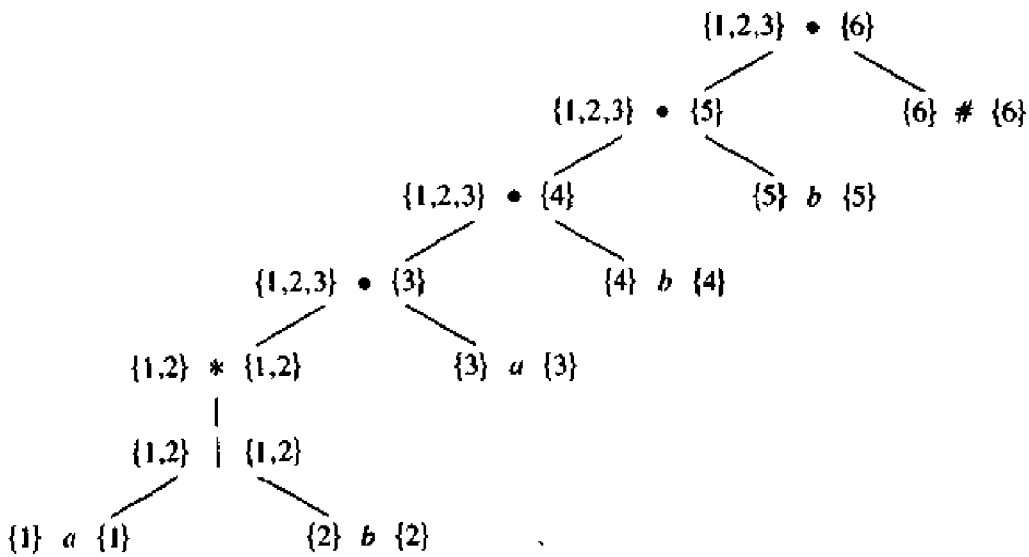 {1,2,3} • {6}
{1,2,3} • {5} {6} # {6}
{1,2,3} • {4} {5} b {5}
{1,2,3} • {3} {4} b {4}
{1,2} * {1,2} {3} a {3}
{1,2} | {1,2}
{1} a {1} {2} b {2}